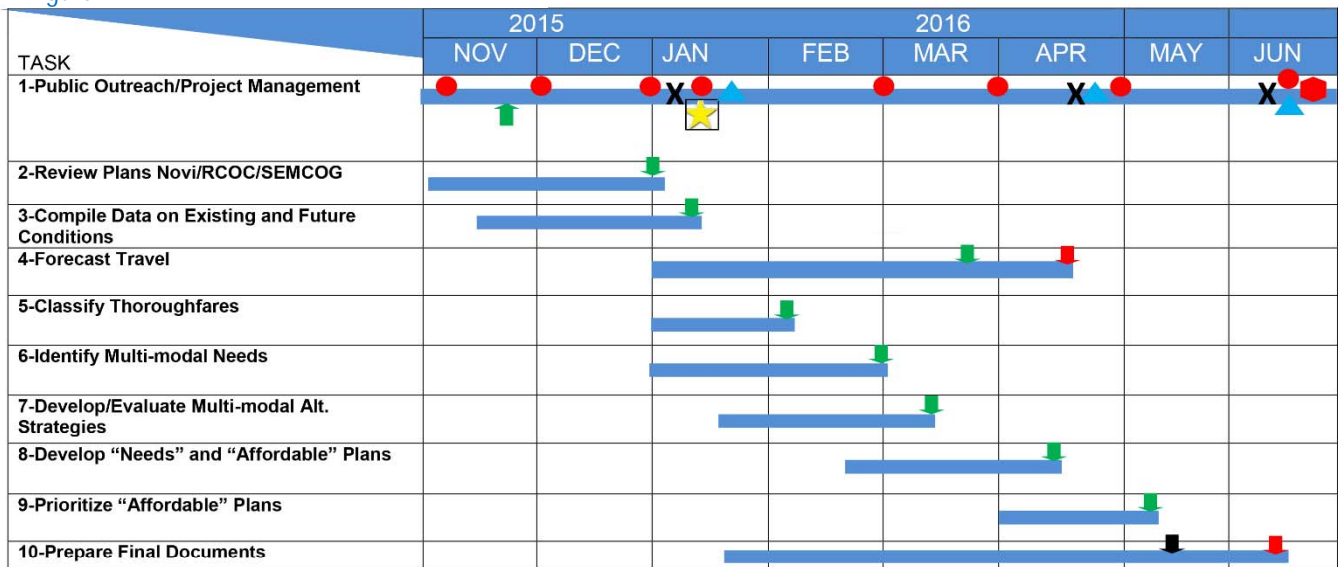 2015 2016
TASK NOV DEC JAN FEB MAR APR MAY JUN
1-Public Outreach/Project Management
X X X
2-Review Plans Novi/RCOC/SEMCOG
3-Compile Data on Existing and Future
Conditions
4-Forecast Travel
5-Classify Thoroughfares
6-Identify Multi-modal Needs
7-Develop/Evaluate Multi-modal Alt.
Strategies
8-Develop “Needs” and “Affordable” Plans
9-Prioritize “Affordable” Plans
10-Prepare Final Documents